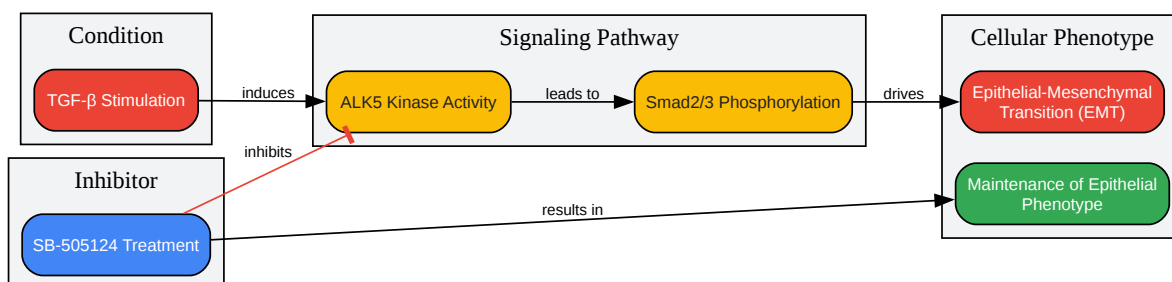 Condition
TGF-β Stimulation
induces
Signaling Pathway
ALK5 Kinase Activity
leads to
Smad2/3 Phosphorylation
drives
Cellular Phenotype
Epithelial-Mesenchymal
Transition (EMT)
Maintenance of Epithelial
Phenotype
inhibits
Inhibitor
SB-505124 Treatment
results in